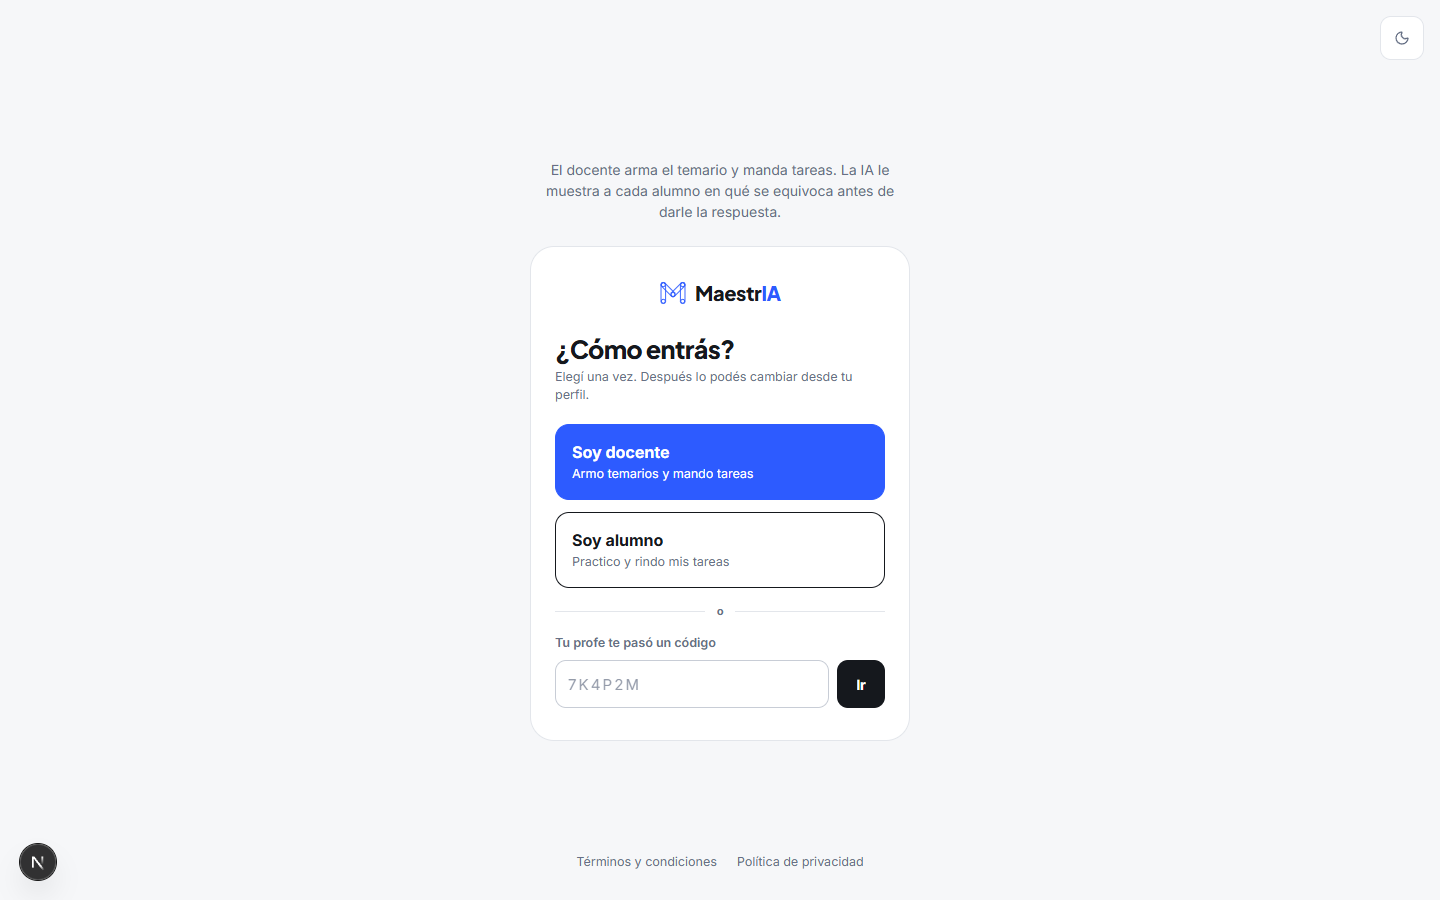 El docente arma el temario y manda tareas. La IA le
muestra a cada alumno en qué se equivoca antes de
darle la respuesta.
MaestrIA
¿Cómo entrás?
Elegí una vez. Después lo podés cambiar desde tu
perfil.
Soy docente
Armo temarios y mando tareas
Soy alumno
Practico y rindo mis tareas
o
Tu profe te pasó un código
7K4P2M
Ir
Términos y condiciones Política de privacidad